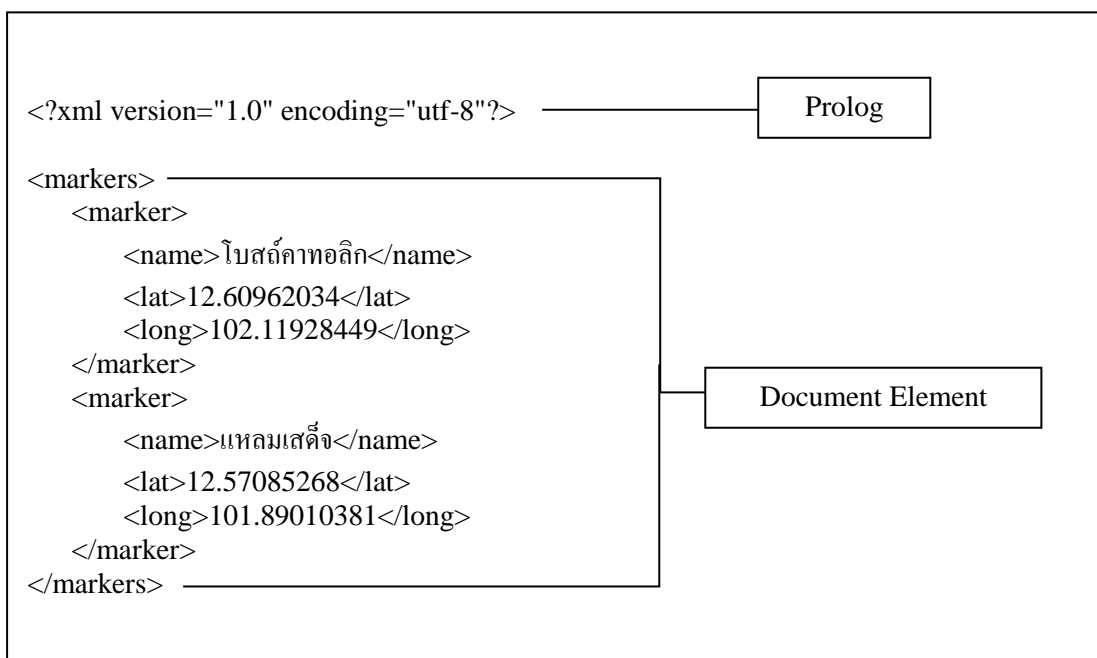 <?xml version="1.0" encoding="utf-8"?>
Prolog
<markers>
<marker>
<name>โบสถ์คาทอลิก</name>
<lat>12.60962034</lat>
<long>102.11928449</long>
</marker>
<marker>
Document Element
<name>แหลมเสด็จ</name>
<lat>12.57085268</lat>
<long>101.89010381</long>
</marker>
</markers>